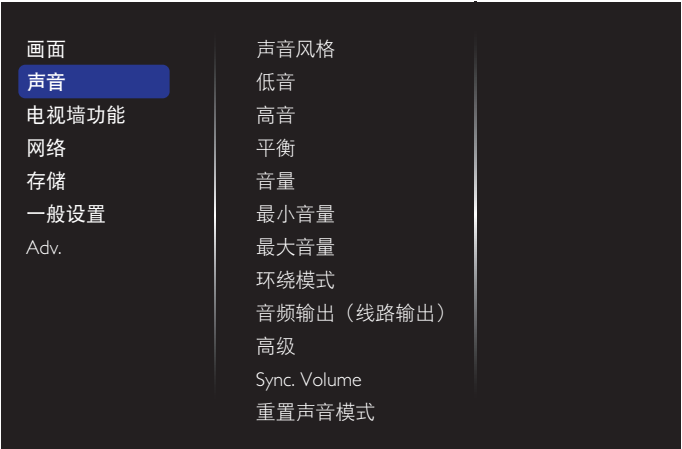 画面
声音
电视墙功能
网络
存储
一般设置
Adv.
声音风格
低音
高音
平衡
音量
最小音量
最大音量
环绕模式
音频输出（线路输出）
高级
Sync. Volume
重置声音模式